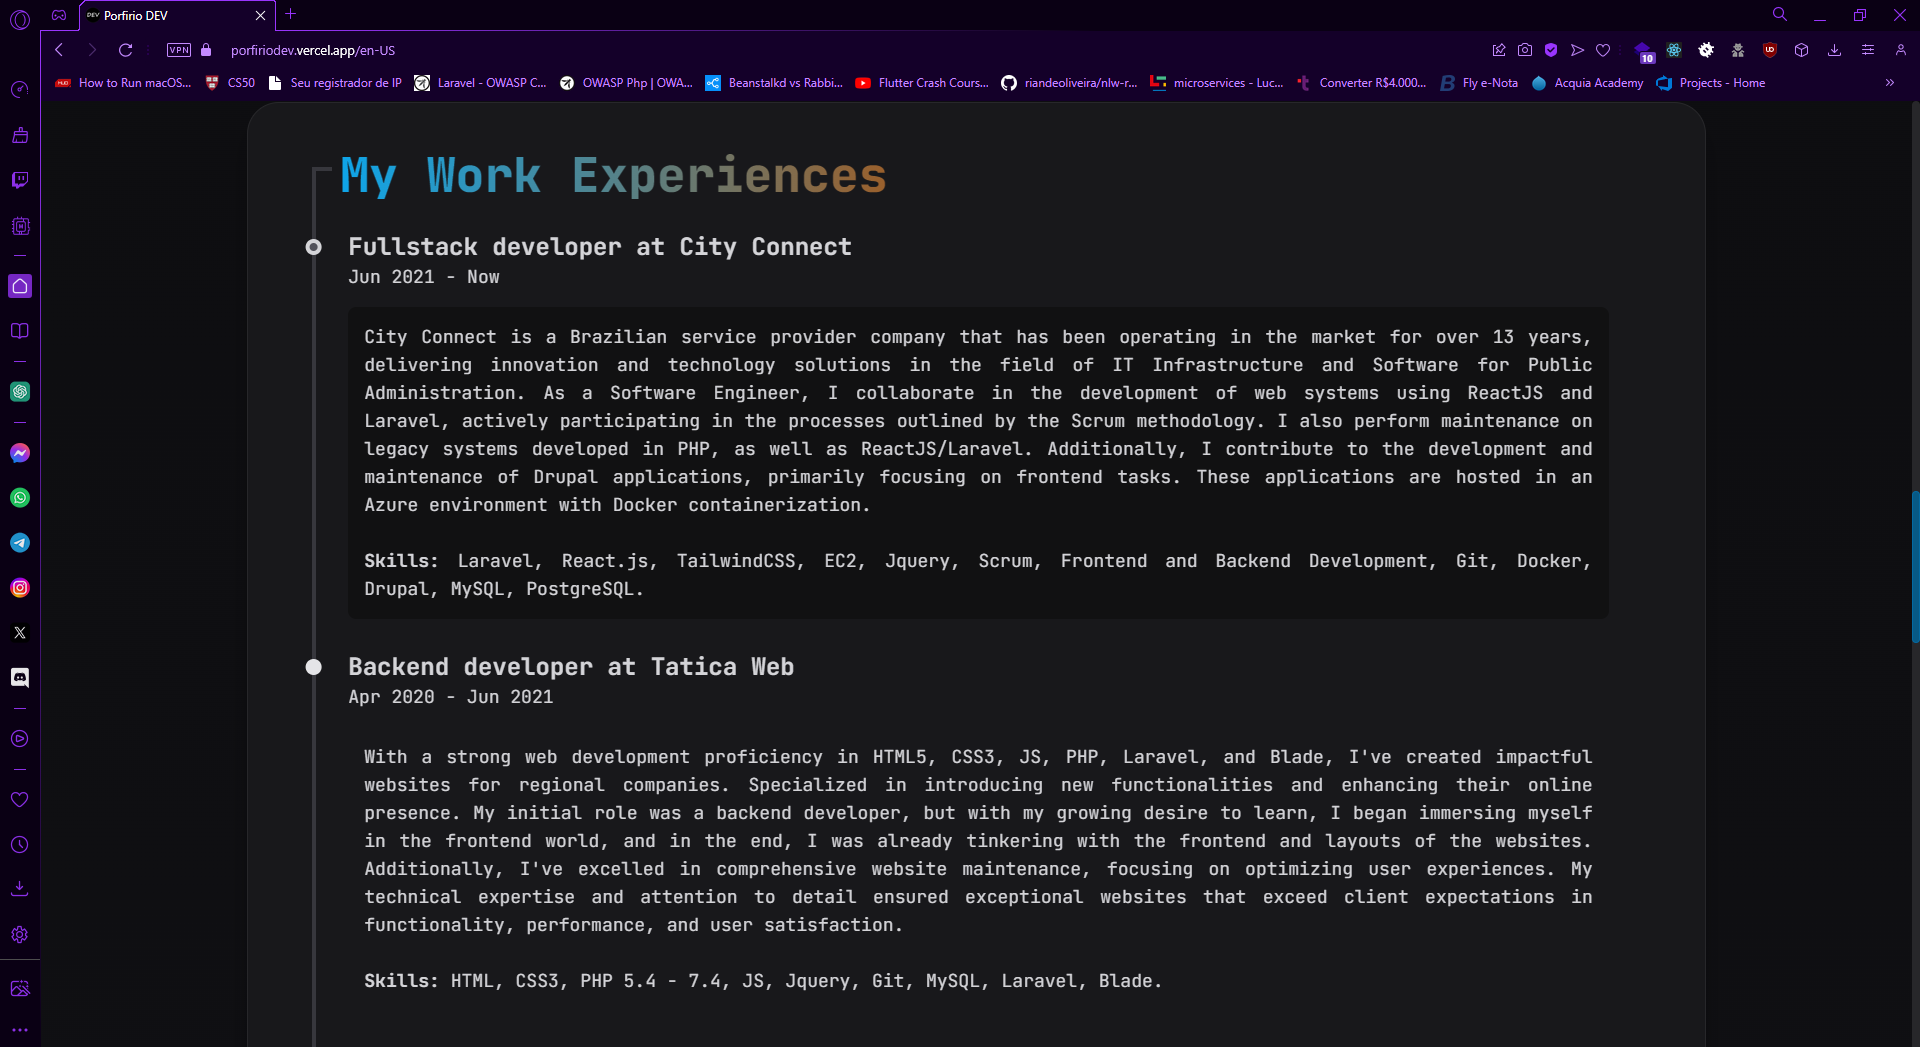 DEV Porfirio DEV
VPN porfiriodev.vercel.app/en-US
10
How to Run macOS...
CS50
Seu registrador de IP
Laravel - OWASP C...
OWASP Php | OWA...
Beanstalkd vs Rabbi...
Flutter Crash Cours...
riandeoliveira/nlw-r...
microservices - Luc...
Converter R$4.000...
Fly e-Nota
Acquia Academy
Projects - Home
My Work Experiences
Fullstack developer at City Connect
Jun 2021 - Now
City Connect is a Brazilian service provider company that has been operating in the market for over 13 years,
delivering innovation and technology solutions in the field of IT Infrastructure and Software for Public
Administration. As a Software Engineer, I collaborate in the development of web systems using ReactJS and
Laravel, actively participating in the processes outlined by the Scrum methodology. I also perform maintenance on
legacy systems developed in PHP, as well as ReactJS/Laravel. Additionally, I contribute to the development and
maintenance of Drupal applications, primarily focusing on frontend tasks. These applications are hosted in an
Azure environment with Docker containerization.
Skills: Laravel, React.js, TailwindCSS, EC2, Jquery, Scrum, Frontend and Backend Development, Git, Docker,
Drupal, MySQL, PostgreSQL.
Backend developer at Tatica Web
Apr 2020 - Jun 2021
With a strong web development proficiency in HTML5, CSS3, JS, PHP, Laravel, and Blade, I've created impactful
websites for regional companies. Specialized in introducing new functionalities and enhancing their online
presence. My initial role was a backend developer, but with my growing desire to learn, I began immersing myself
in the frontend world, and in the end, I was already tinkering with the frontend and layouts of the websites.
Additionally, I've excelled in comprehensive website maintenance, focusing on optimizing user experiences. My
technical expertise and attention to detail ensured exceptional websites that exceed client expectations in
functionality, performance, and user satisfaction.
Skills: HTML, CSS3, PHP 5.4 - 7.4, JS, Jquery, Git, MySQL, Laravel, Blade.